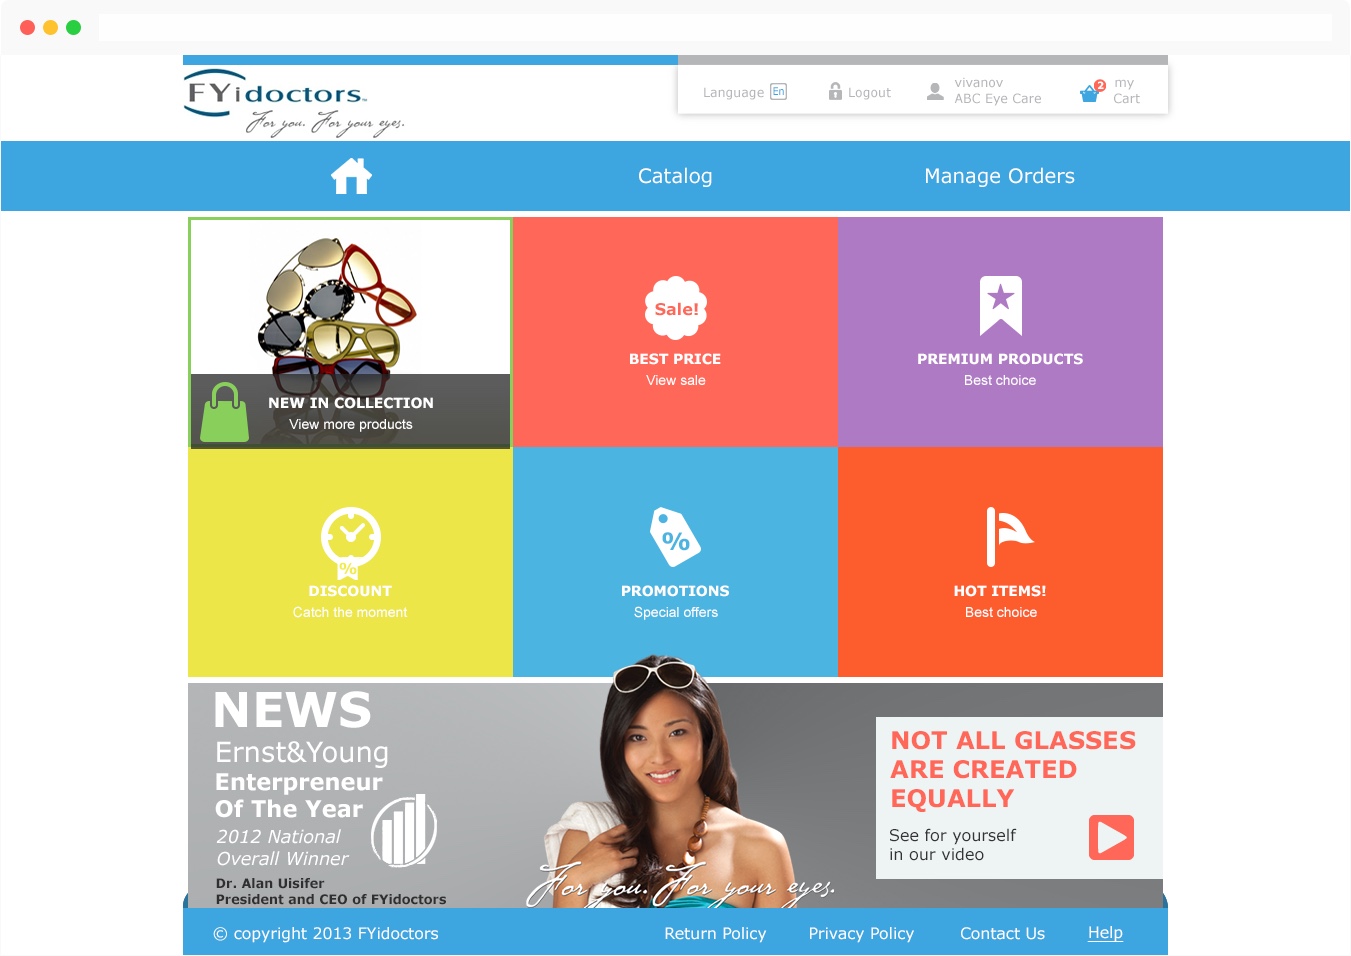 FYidoctors™
For you. For your eyes.
Language En
Logout
vivanov
ABC Eye Care
2
my
Cart
Catalog
Manage Orders
NEW IN COLLECTION
View more products
Sale!
BEST PRICE
View sale
PREMIUM PRODUCTS
Best choice
%
DISCOUNT
Catch the moment
%
PROMOTIONS
Special offers
HOT ITEMS!
Best choice
NEWS
Ernst&Young
Enterpreneur
Of The Year
2012 National
Overall Winner
Dr. Alan Uisifer
President and CEO of FYidoctors
For you. For your eyes.
NOT ALL GLASSES
ARE CREATED
EQUALLY
See for yourself
in our video
© copyright 2013 FYidoctors
Return Policy
Privacy Policy
Contact Us
Help